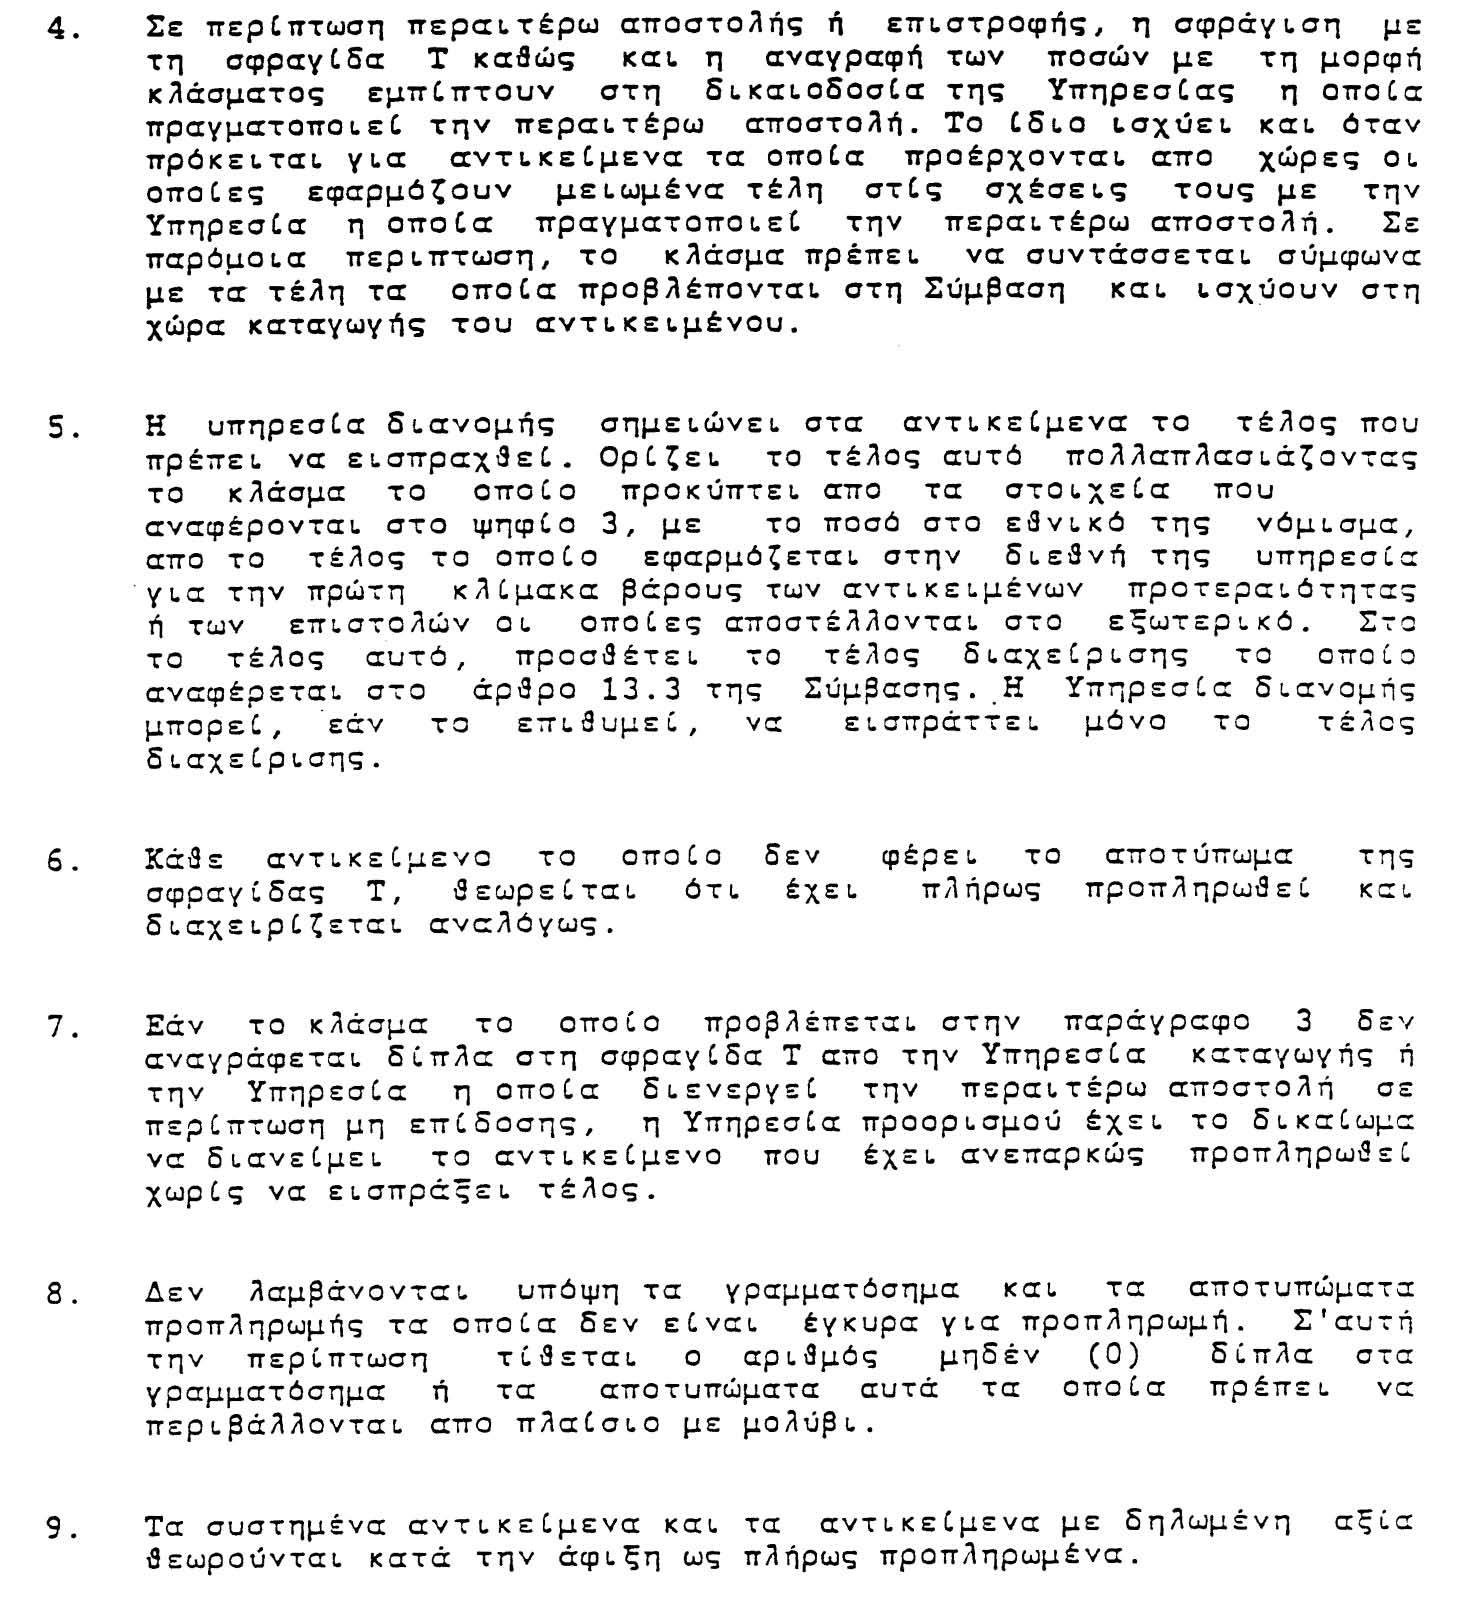 4. Σε περίπτωση περαιτέρω αποστολής ή επιστροφής, η σφράγιση με
τη σφραγίδα Τ καθώς και η αναγραφή των ποσών με τη μορφή
κλάσματος εμπίπτουν στη δικαιοδοσία της Υπηρεσίας η οποία
πραγματοποιεί την περαιτέρω αποστολή. Το ίδιο ισχύει και όταν
πρόκειται για αντικείμενα τα οποία προέρχονται απο χώρες οι
οποίες εφαρμόζουν μειωμένα τέλη στίς σχέσεις τους με την
Υπηρεσία η οποία πραγματοποιεί την περαιτέρω αποστολή. Σε
παρόμοια περιπτωση, το κλάσμα πρέπει να συντάσσεται σύμφωνα
με τα τέλη τα οποία προβλέπονται στη Σύμβαση και ισχύουν στη
χώρα καταγωγής του αντικειμένου.
5. Η υπηρεσία διανομής σημειώνει στα αντικείμενα το τέλος που
πρέπει να εισπραχθεί. Ορίζει το τέλος αυτό πολλαπλασιάζοντας
το κλάσμα το οποίο προκύπτει απο τα στοιχεία που
αναφέρονται στο ψηφίο 3, με το ποσό στο εθνικό της νόμισμα,
απο το τέλος το οποίο εφαρμόζεται στην διεθνή της υπηρεσία
για την πρώτη κλίμακα βάρους των αντικειμένων προτεραιότητας
ή των επιστολών οι οποίες αποστέλλονται στο εξωτερικό. Στο
το τέλος αυτό, προσθέτει το τέλος διαχείρισης το οποίο
αναφέρεται στο άρθρο 13.3 της Σύμβασης. Η Υπηρεσία διανομής
μπορεί, εάν το επιθυμεί, να εισπράττει μόνο το τέλος
διαχείρισης.
6. Κάθε αντικείμενο το οποίο δεν φέρει το αποτύπωμα της
σφραγίδας Τ, θεωρείται ότι έχει πλήρως προπληρωθεί και
διαχειρίζεται αναλόγως.
7. Εάν το κλάσμα το οποίο προβλέπεται στην παράγραφο 3 δεν
αναγράφεται δίπλα στη σφραγίδα Τ απο την Υπηρεσία καταγωγής ή
την Υπηρεσία η οποία διενεργεί την περαιτέρω αποστολή σε
περίπτωση μη επίδοσης, η Υπηρεσία προορισμού έχει το δικαίωμα
να διανείμει το αντικείμενο που έχει ανεπαρκώς προπληρωθεί
χωρίς να εισπράξει τέλος.
8. Δεν λαμβάνονται υπόψη τα γραμματόσημα και τα αποτυπώματα
προπληρωμής τα οποία δεν είναι έγκυρα για προπληρωμή. Σ'αυτή
την περίπτωση τίθεται ο αριθμός μηδέν (0) δίπλα στα
γραμματόσημα ή τα αποτυπώματα αυτά τα οποία πρέπει να
περιβάλλονται απο πλαίσιο με μολύβι.
9. Τα συστημένα αντικείμενα και τα αντικείμενα με δηλωμένη αξία
θεωρούνται κατά την άφιξη ως πλήρως προπληρωμένα.